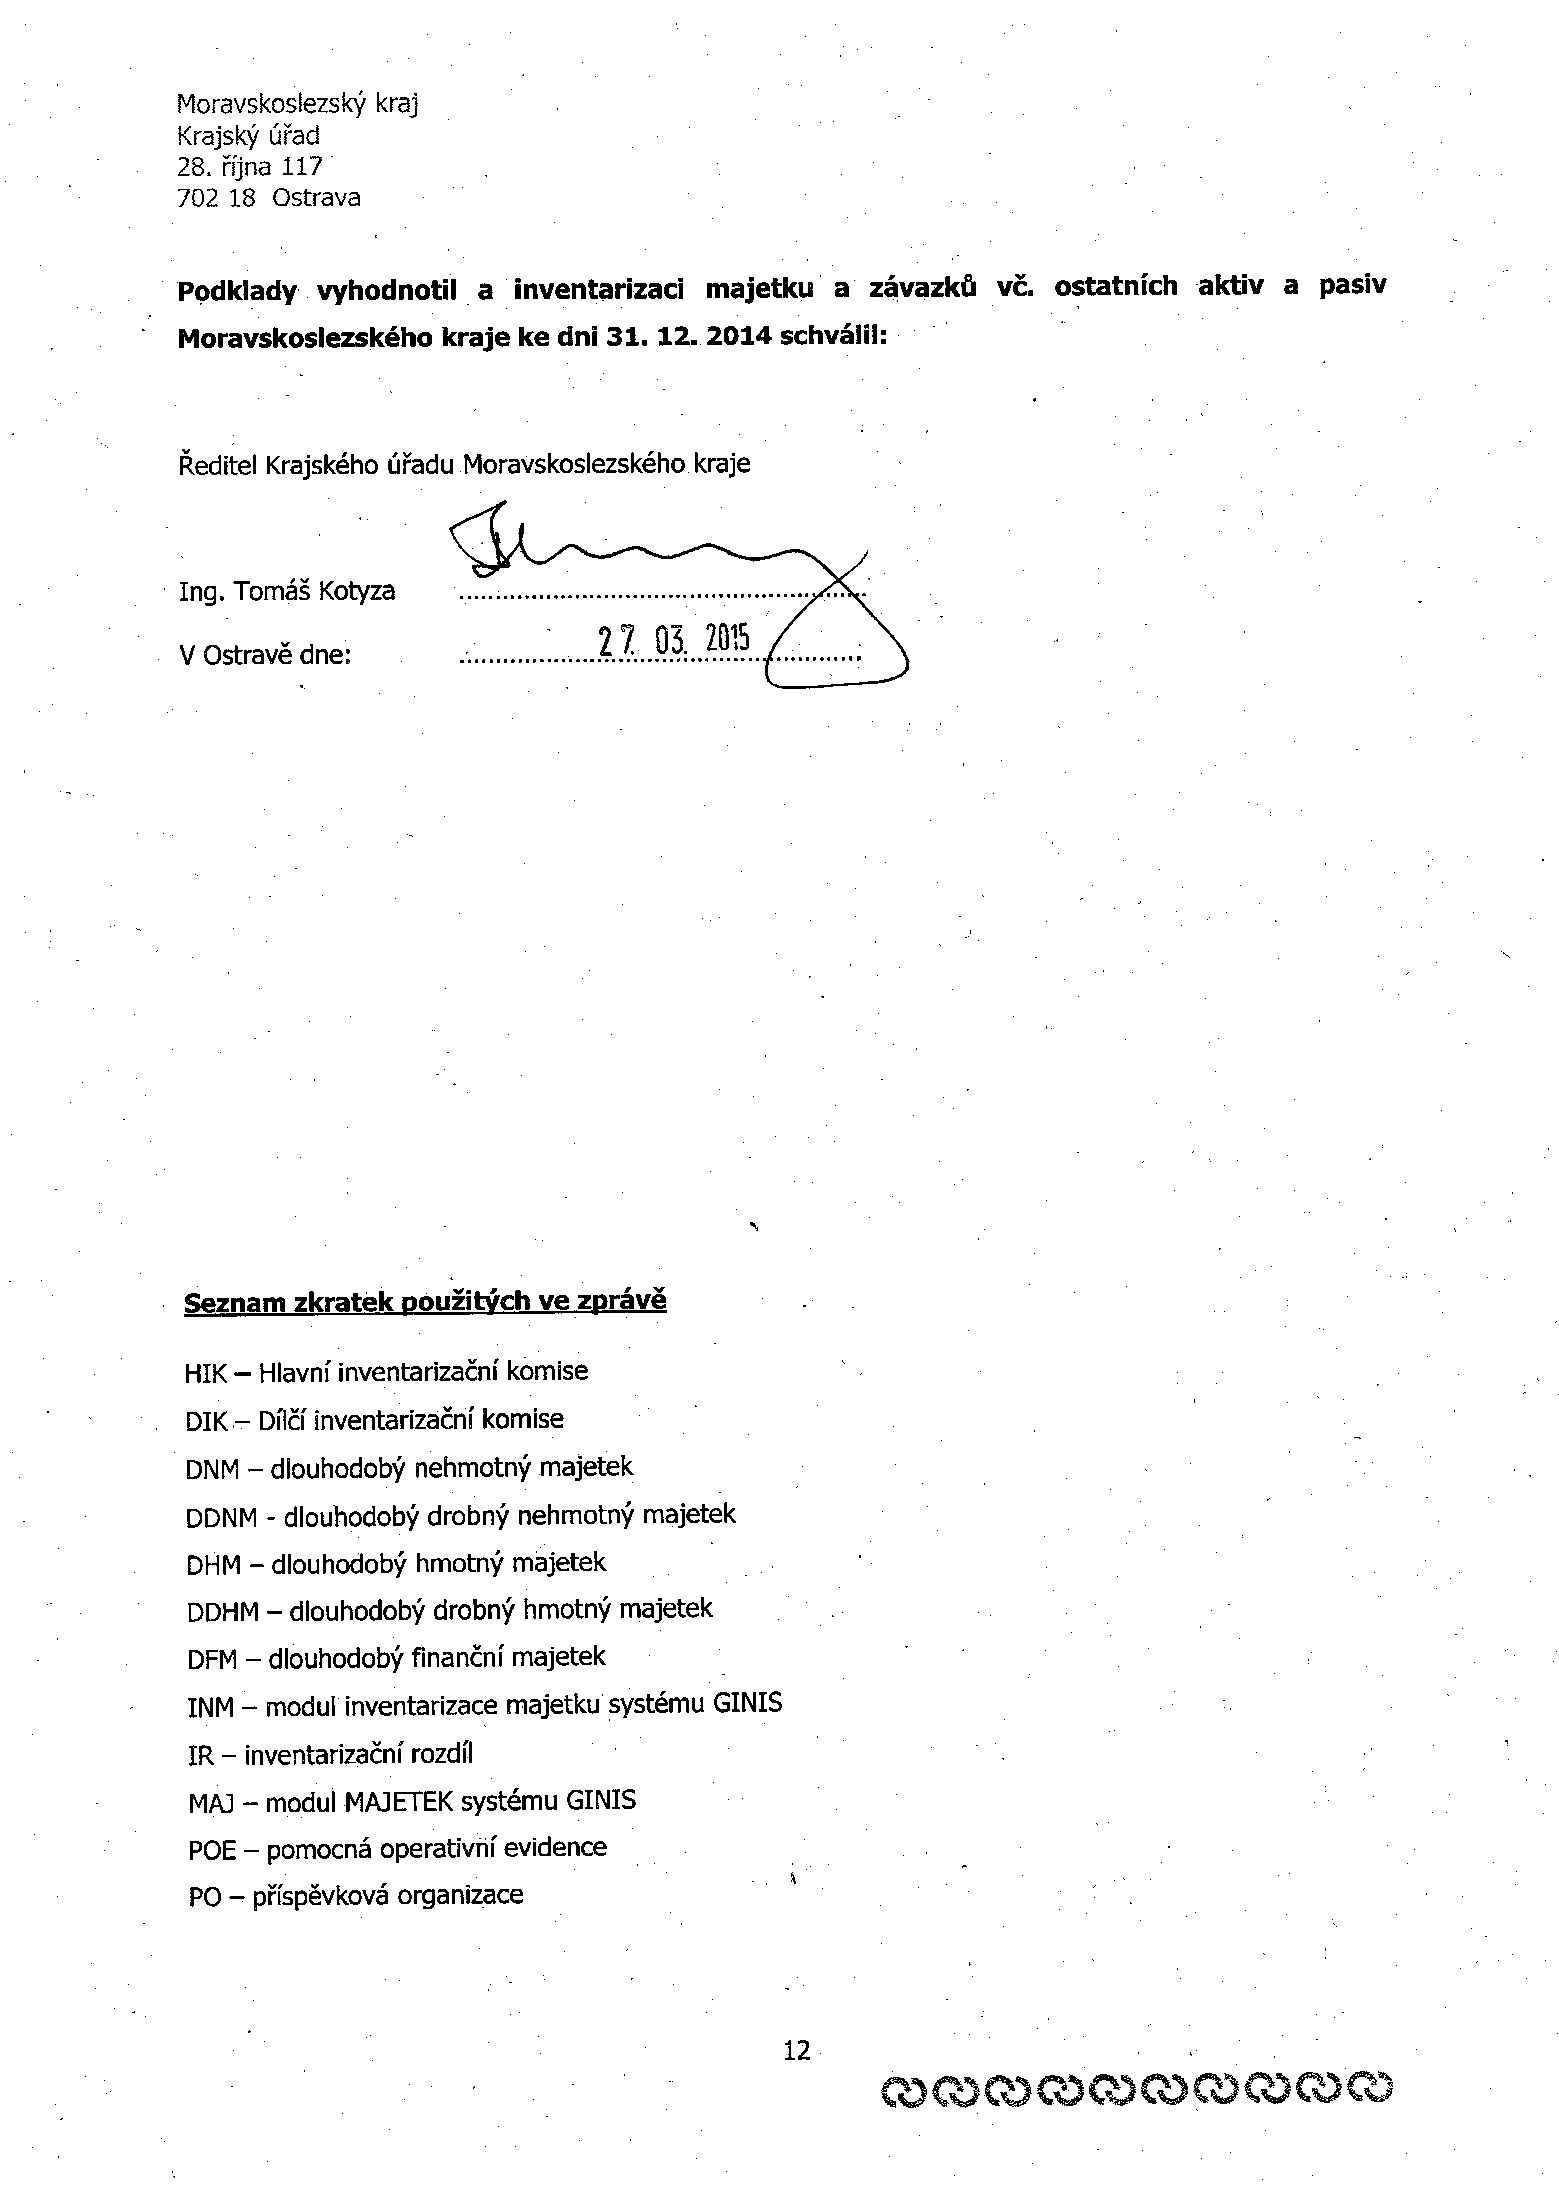 Moravskoslezský kraj
Krajský úřad
28. října 117
702 18 Ostrava
Podklady vyhodnotil a inventarizaci majetku a závazků vč. ostatních aktiv a pasiv
Moravskoslezského kraje ke dni 31. 12. 2014 schválil:
Ředitel Krajského úřadu Moravskoslezského kraje
Ing. Tomáš Kotyza
V Ostravě dne: 27. 03. 2015
Seznam zkratek použitých ve zprávě
HIK – Hlavní inventarizační komise
DIK – Dílčí inventarizační komise
DNM – dlouhodobý nehmotný majetek
DDNM - dlouhodobý drobný nehmotný majetek
DHM – dlouhodobý hmotný majetek
DDHM – dlouhodobý drobný hmotný majetek
DFM – dlouhodobý finanční majetek
INM – modul inventarizace majetku systému GINIS
IR – inventarizační rozdíl
MAJ – modul MAJETEK systému GINIS
POE – pomocná operativní evidence
PO – příspěvková organizace
12